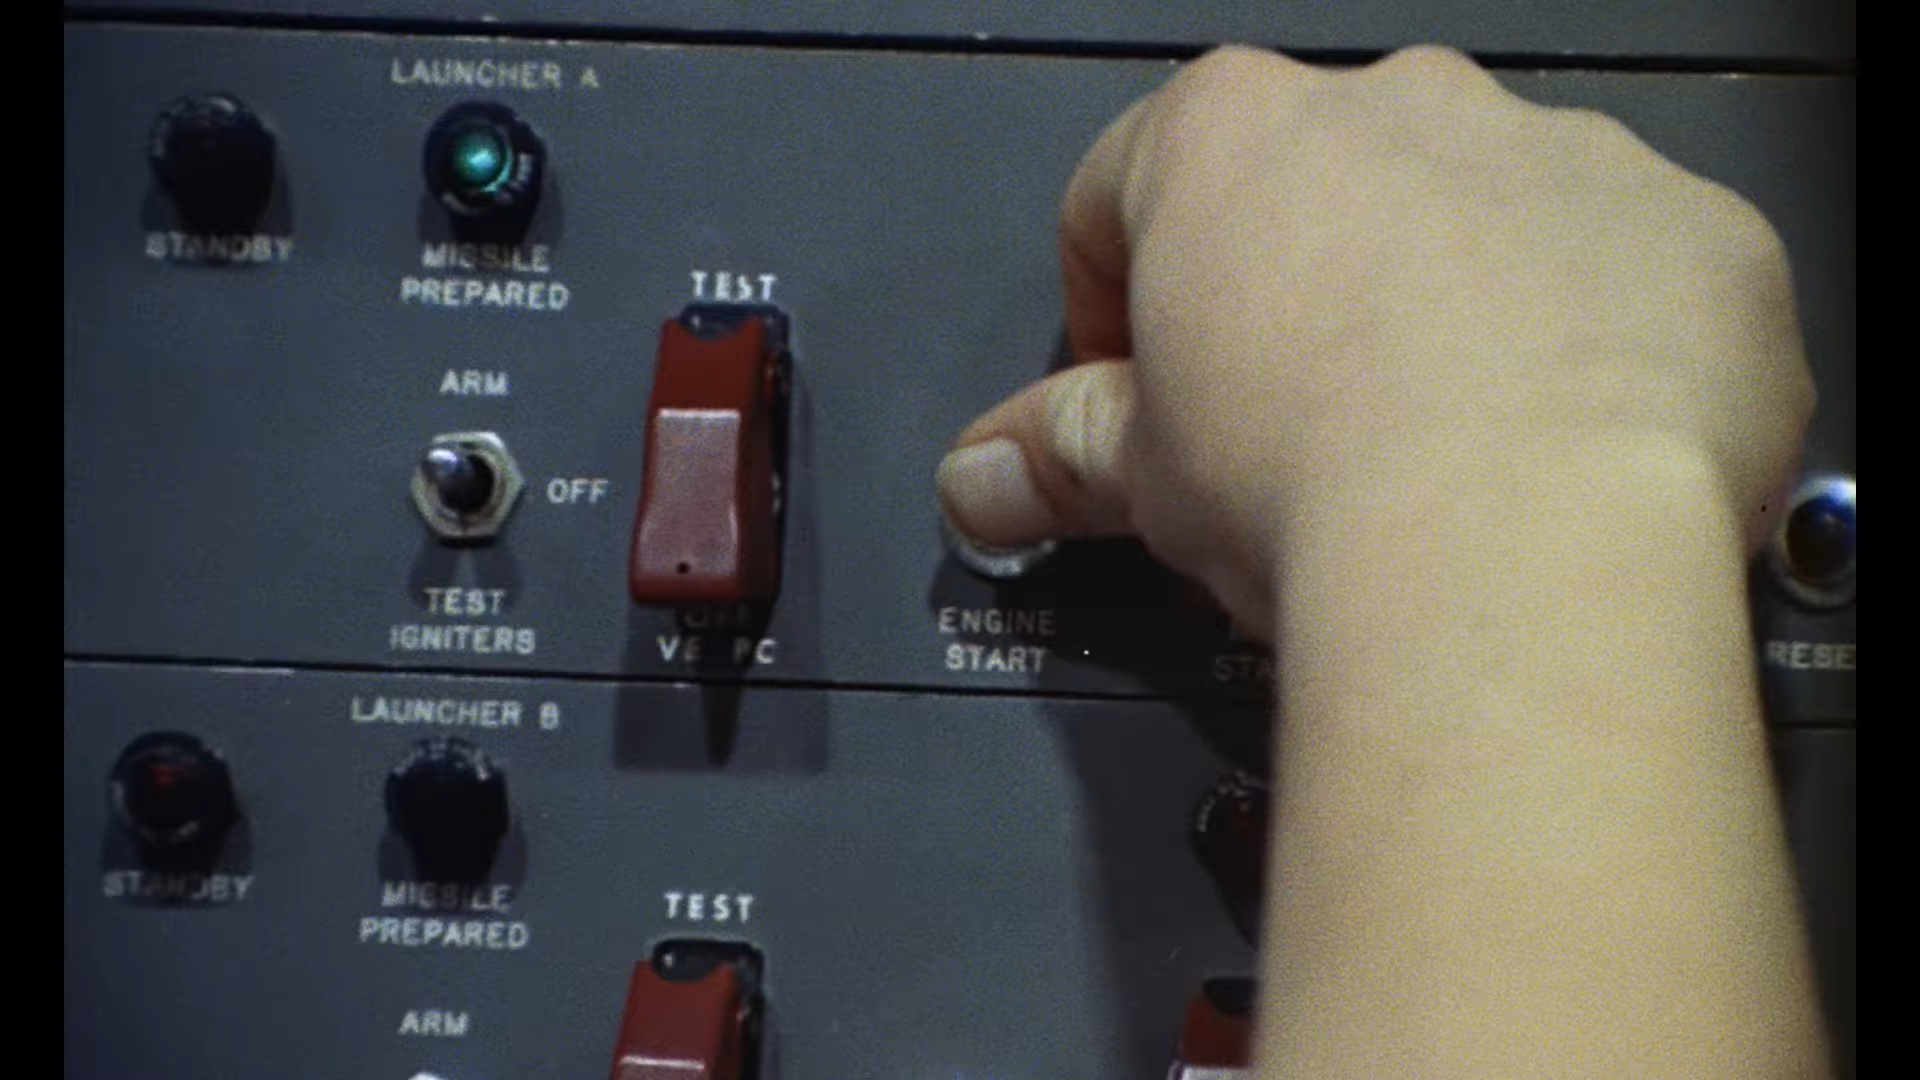 LAUNCHER A
STANDBY
MISSILE
PREPARED
TEST
ARM
OFF
TEST
IGNITERS
ENGINE
START
LAUNCHER B
STANDBY
MISSILE
PREPARED
TEST
ARM